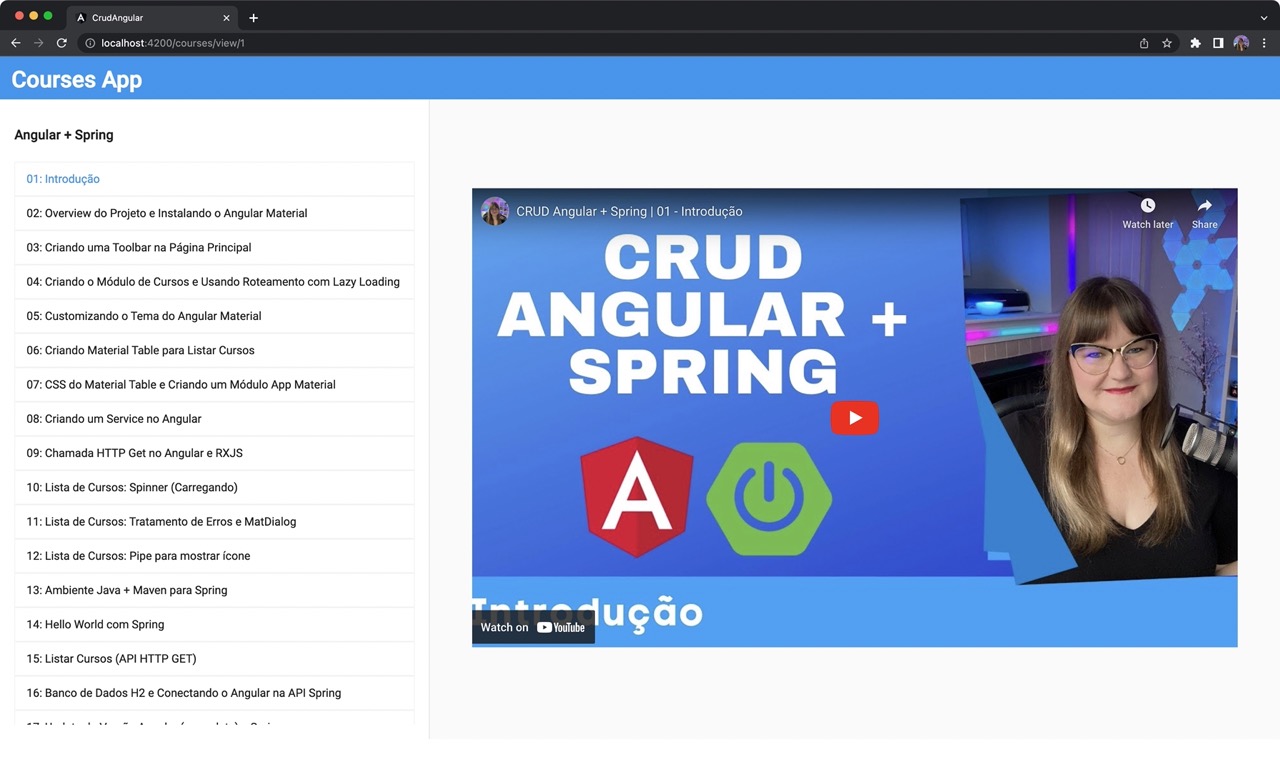 CrudAngular
localhost:4200/courses/view/1
Courses App
Angular + Spring
01: Introdução
02: Overview do Projeto e Instalando o Angular Material
03: Criando uma Toolbar na Página Principal
04: Criando o Módulo de Cursos e Usando Roteamento com Lazy Loading
05: Customizando o Tema do Angular Material
06: Criando Material Table para Listar Cursos
07: CSS do Material Table e Criando um Módulo App Material
08: Criando um Service no Angular
09: Chamada HTTP Get no Angular e RXJS
10: Lista de Cursos: Spinner (Carregando)
11: Lista de Cursos: Tratamento de Erros e MatDialog
12: Lista de Cursos: Pipe para mostrar ícone
13: Ambiente Java + Maven para Spring
14: Hello World com Spring
15: Listar Cursos (API HTTP GET)
16: Banco de Dados H2 e Conectando o Angular na API Spring
CRUD Angular + Spring | 01 - Introdução
Watch later
Share
CRUD
ANGULAR +
SPRING
A
Introdução
Watch on YouTube